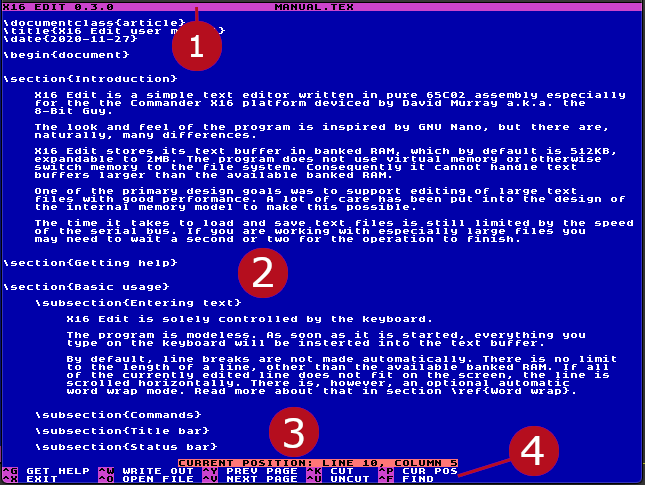 X16 EDIT 0.3.0 MANUAL.TEX
\documentclass{article}
\title{X16 Edit user m }
\date{2020-11-27}
1
\begin{document}
\section{Introduction}
X16 Edit is a simple text editor written in pure 65C02 assembly especially
for the the Commander X16 platform deviced by David Murray a.k.a. the
8-Bit Guy.
The look and feel of the program is inspired by GNU Nano, but there are,
naturally, many differences.
X16 Edit stores its text buffer in banked RAM, which by default is 512KB,
expandable to 2MB. The program does not use virtual memory or otherwise
switch memory to the file system. Consequently it cannot handle text
buffers larger than the available banked RAM.
One of the primary design goals was to support editing of large text
files with good performance. A lot of care has been put into the design of
the internal memory model to make this possible.
The time it takes to load and save text files is still limited by the speed
of the serial bus. If you are working with especially large files you
may need to wait a second or two for the operation to finish.
\section{Getting help}
2
\section{Basic usage}
\subsection{Entering text}
X16 Edit is solely controlled by the keyboard.
The program is modeless. As soon as it is started, everything you
type on the keyboard will be insterted into the text buffer.
By default, line breaks are not made automatically. There is no limit
to the length of a line, other than the available banked RAM. If all
of the currently edited line does not fit on the screen, the line is
scrolled horizontally. There is, however, an optional automatic
word wrap mode. Read more about that in section \ref{Word wrap}.
\subsection{Commands}
\subsection{Title bar}
3
\subsection{Status bar}
4
CURRENT POSITION: LINE 10, COLUMN 5
^G GET HELP ^W WRITE OUT ^Y PREV PAGE ^K CUT ^P CUR POS
^X EXIT ^O OPEN FILE ^V NEXT PAGE ^U UNCUT ^F FIND